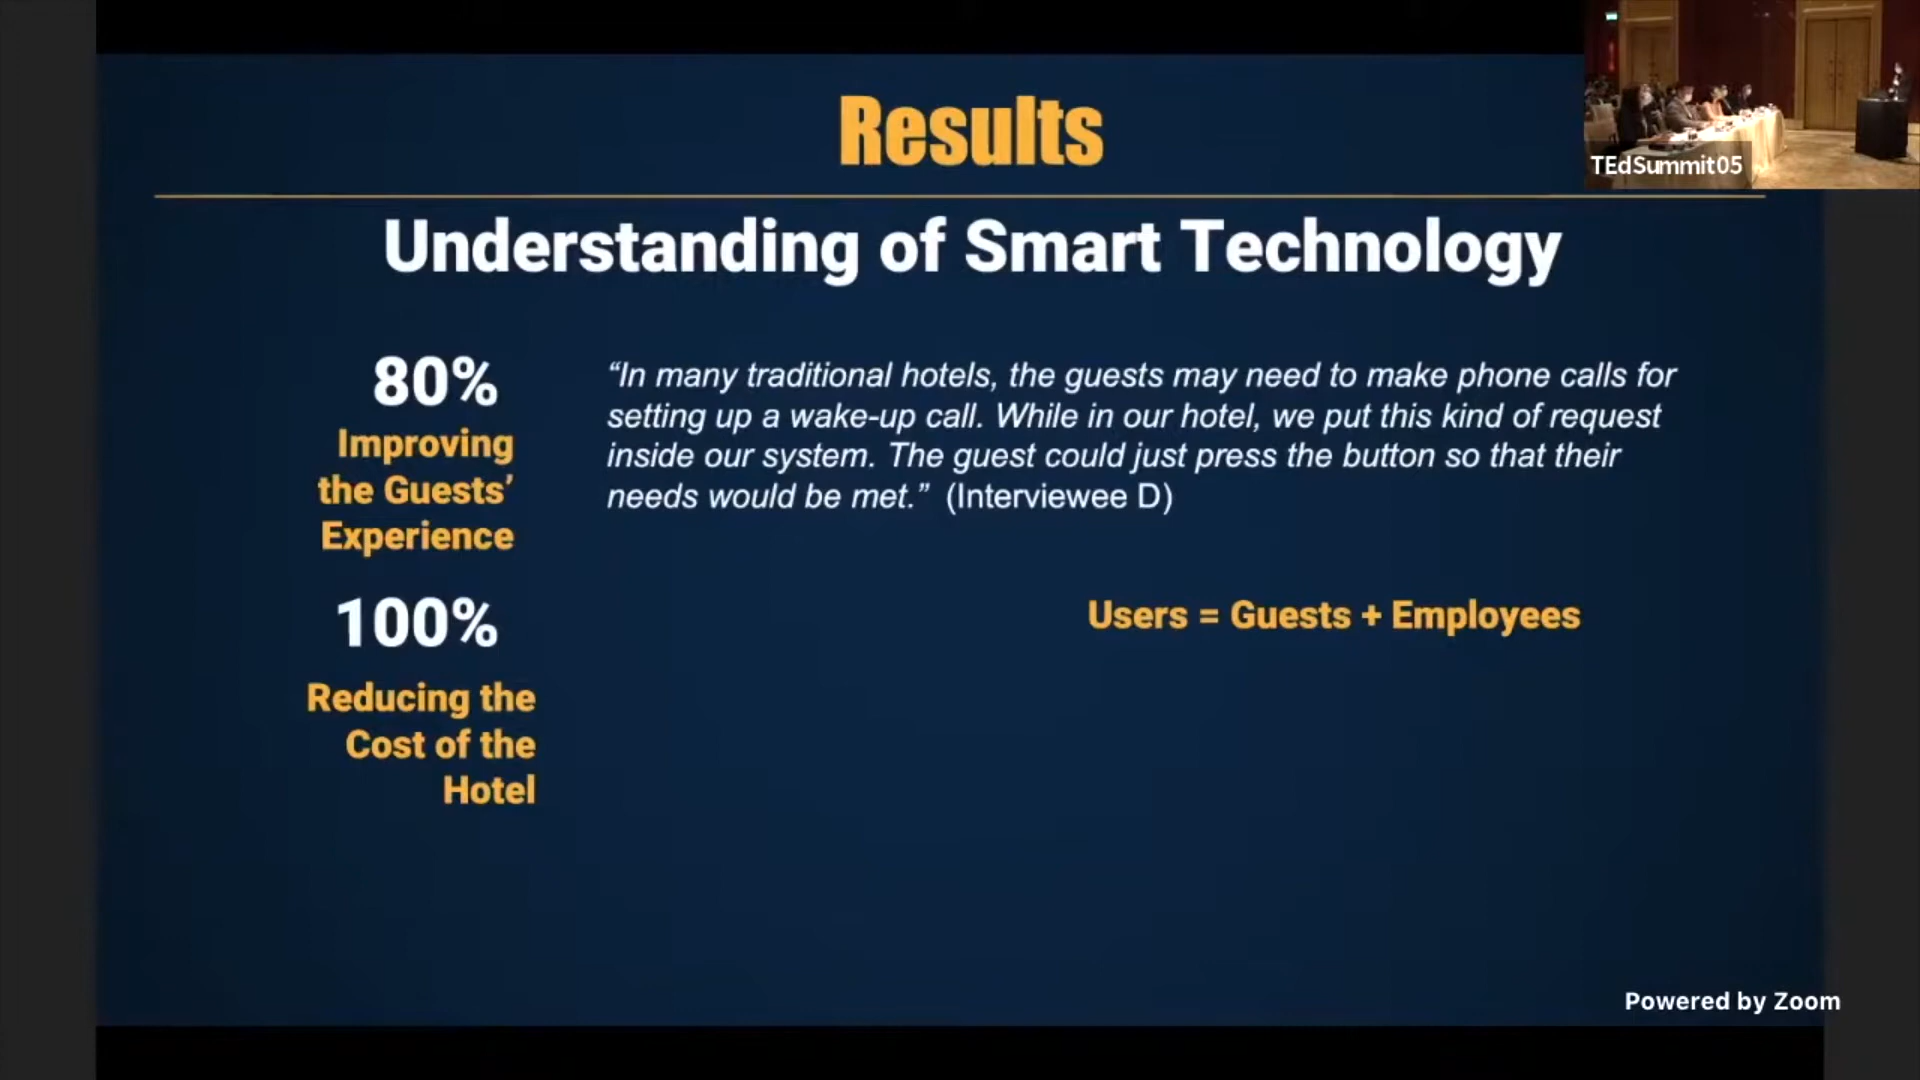 Results
TEdSummit05
Understanding of Smart Technology
80%
Improving
the Guests’
Experience
“In many traditional hotels, the guests may need to make phone calls for
setting up a wake-up call. While in our hotel, we put this kind of request
inside our system. The guest could just press the button so that their
needs would be met.” (Interviewee D)
100%
Reducing the
Cost of the
Hotel
Users = Guests + Employees
Powered by Zoom